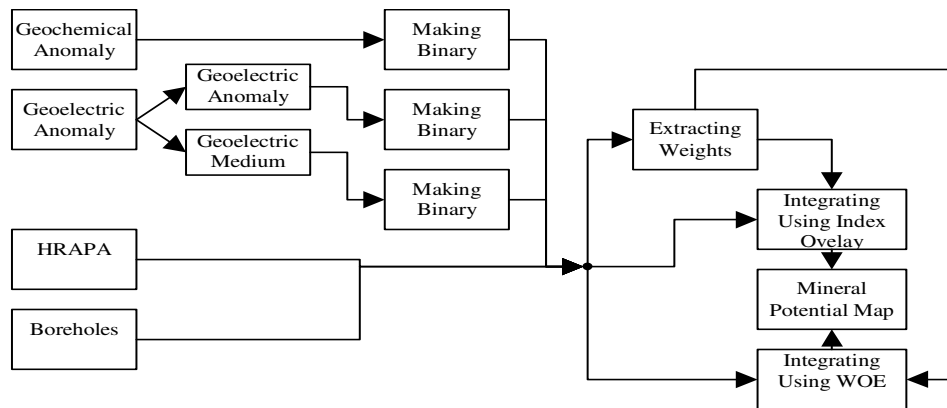 Geochemical
Anomaly
Making
Binary
Geoelectric
Anomaly
Geoelectric
Anomaly
Geoelectric
Medium
Making
Binary
Making
Binary
HRAPA
Boreholes
Extracting
Weights
Integrating
Using Index
Ovelay
Mineral
Potential Map
Integrating
Using WOE